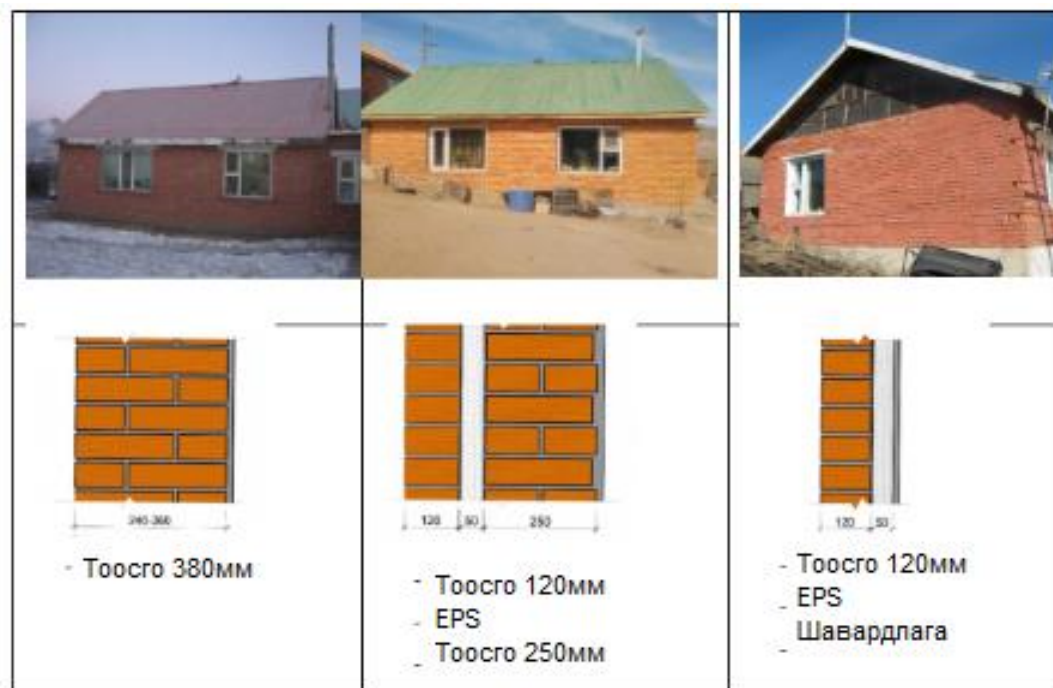 120
50
250
120
50
- Тоосго 380мм
- Тоосго 120мм
- EPS
- Тоосго 250мм
- Тоосго 120мм
- EPS
- Шавардлага